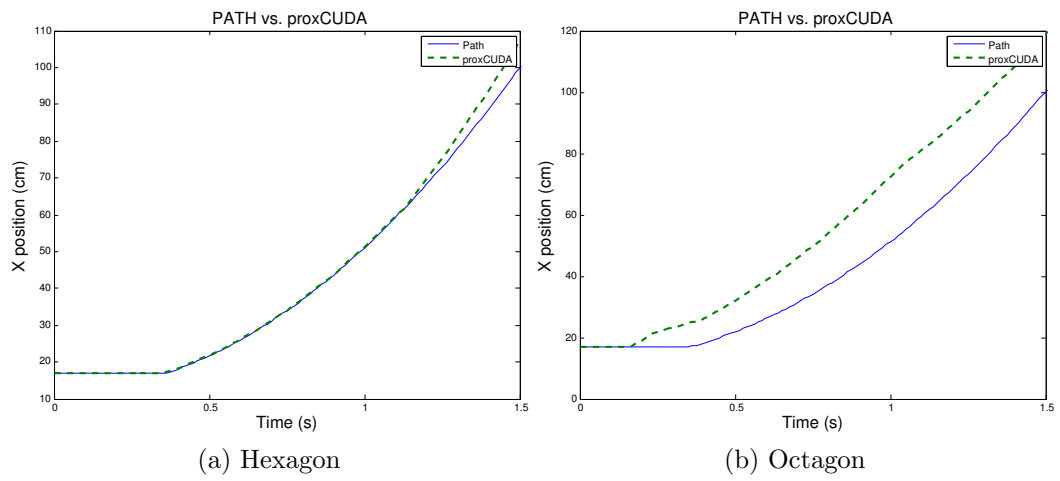 PATH vs. proxCUDA
110
100
90
80
70
60
50
40
30
20
10
X position (cm)
0
0.5
1
1.5
Time (s)
Path
proxCUDA
(a) Hexagon
PATH vs. proxCUDA
120
100
80
60
40
20
0
X position (cm)
0
0.5
1
1.5
Time (s)
Path
proxCUDA
(b) Octagon